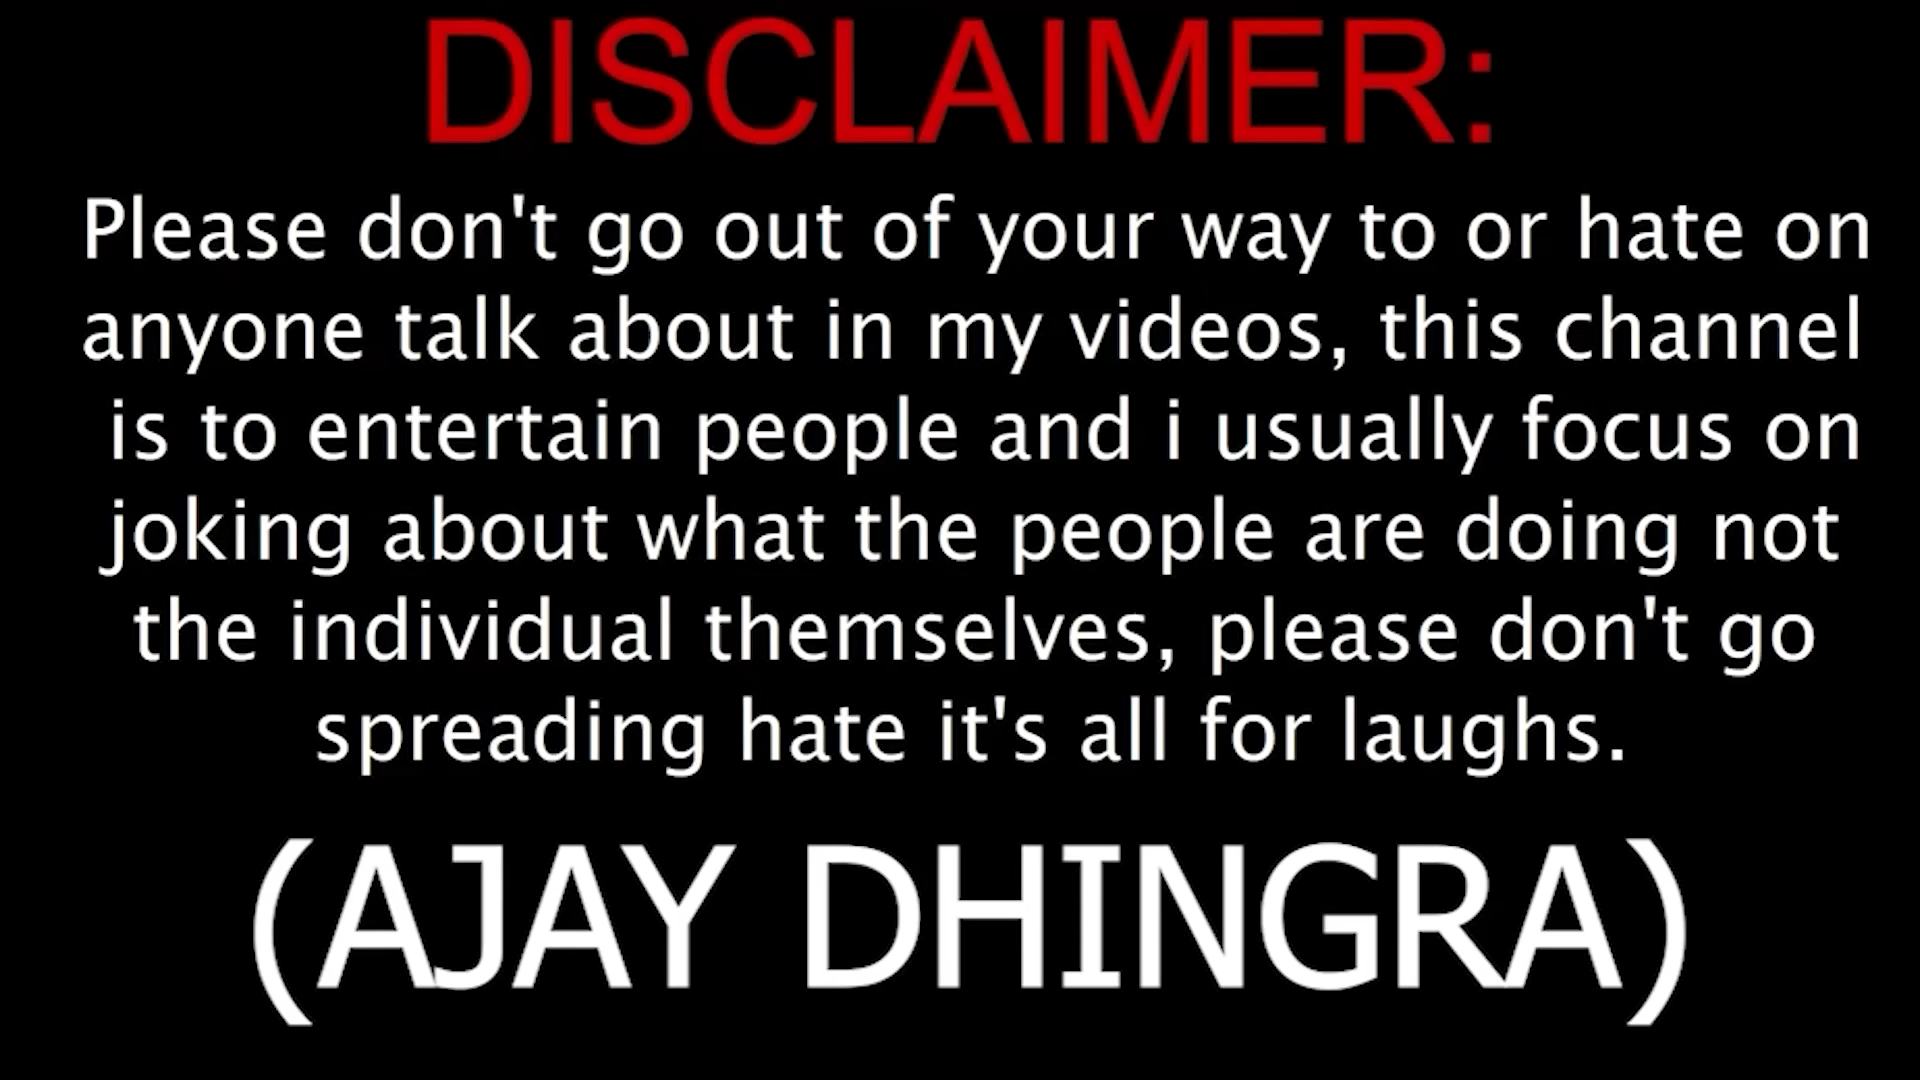 DISCLAIMER:
Please don't go out of your way to or hate on
anyone talk about in my videos, this channel
is to entertain people and i usually focus on
joking about what the people are doing not
the individual themselves, please don't go
spreading hate it's all for laughs.
(AJAY DHINGRA)